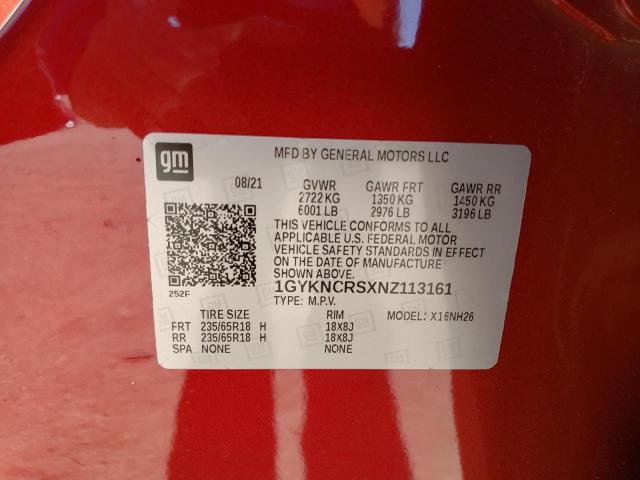 gm
MFD BY GENERAL MOTORS LLC
08/21 GVWR GAWR FRT GAWR RR
2722 KG 1350 KG 1450 KG
6001 LB 2976 LB 3196 LB
THIS VEHICLE CONFORMS TO ALL
APPLICABLE U.S. FEDERAL MOTOR
VEHICLE SAFETY STANDARDS IN EFFECT
ON THE DATE OF MANUFACTURE
SHOWN ABOVE.
252F
1GYKNCRSXNZ113161
TYPE: M.P.V.
TIRE SIZE RIM MODEL: X16NH26
FRT 235/65R18 H 18X8J
RR 235/65R18 H 18X8J
SPA NONE NONE